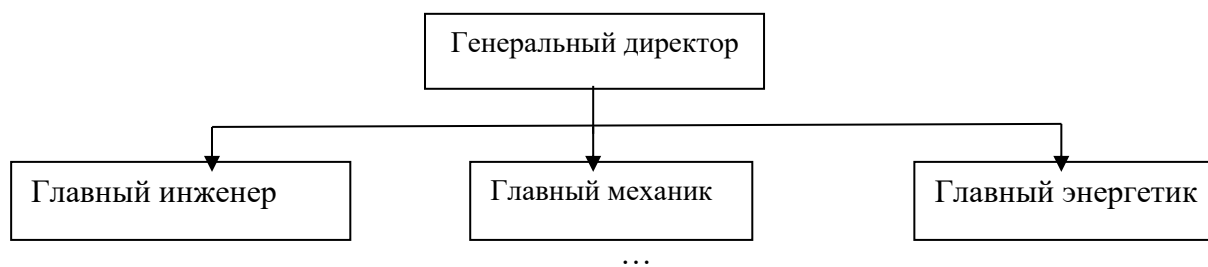 Генеральный директор
Главный инженер
Главный механик
Главный энергетик
…